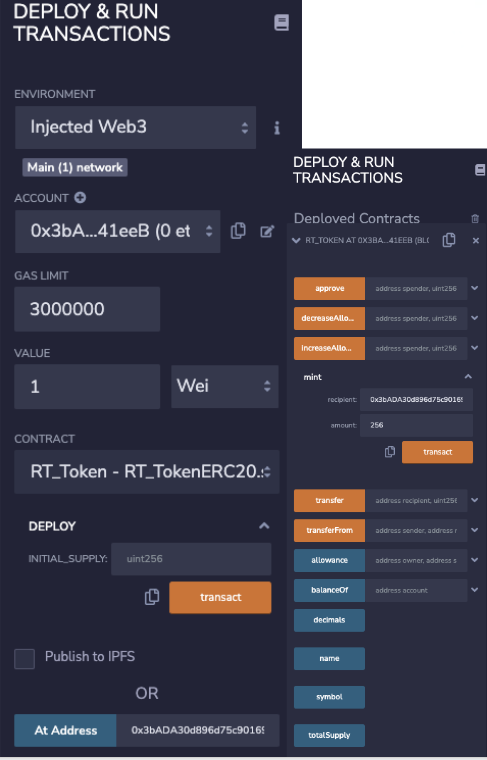 DEPLOY & RUN
TRANSACTIONS
ENVIRONMENT
Injected Web3
Main (1) network
ACCOUNT
0x3bA...41eeB (0 et
GAS LIMIT
3000000
VALUE
1
Wei
CONTRACT
RT_Token - RT_TokenERC20.s
DEPLOY
INITIAL_SUPPLY: uint256
transact
Publish to IPFS
OR
At Address 0x3bADA30d896d75c90169
DEPLOY & RUN
TRANSACTIONS
Deployed Contracts
RT_TOKEN AT 0X3BA...41EEB (BL(
approve address spender, uint256
decreaseAllo... address spender, uint256
increaseAllo... address spender, uint256
mint
recipient: 0x3bADA30d896d75c90169
amount: 256
transact
transfer address recipient, uint256
transferFrom address sender, address r
allowance address owner, address s
balanceOf address account
decimals
name
symbol
totalSupply